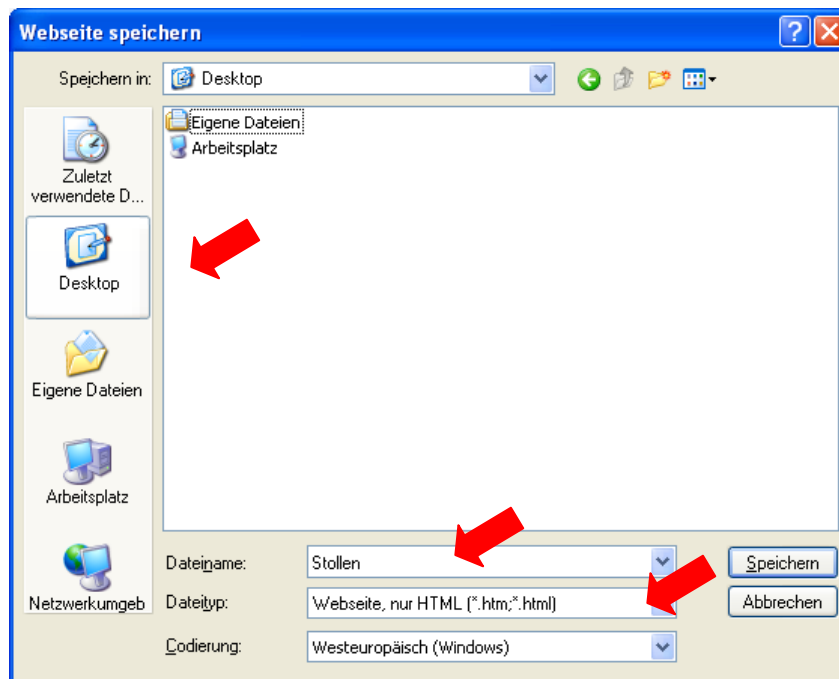 Webseite speichern
Speichern in:
Desktop
Zuletzt
verwendete D...
Desktop
Eigene Dateien
Arbeitsplatz
Netzwerkumgeb
Eigene Dateien
Arbeitsplatz
Dateiname:
Stollen
Speichern
Dateityp:
Webseite, nur HTML (*.htm;*.html)
Abbrechen
Codierung:
Westeuropäisch (Windows)